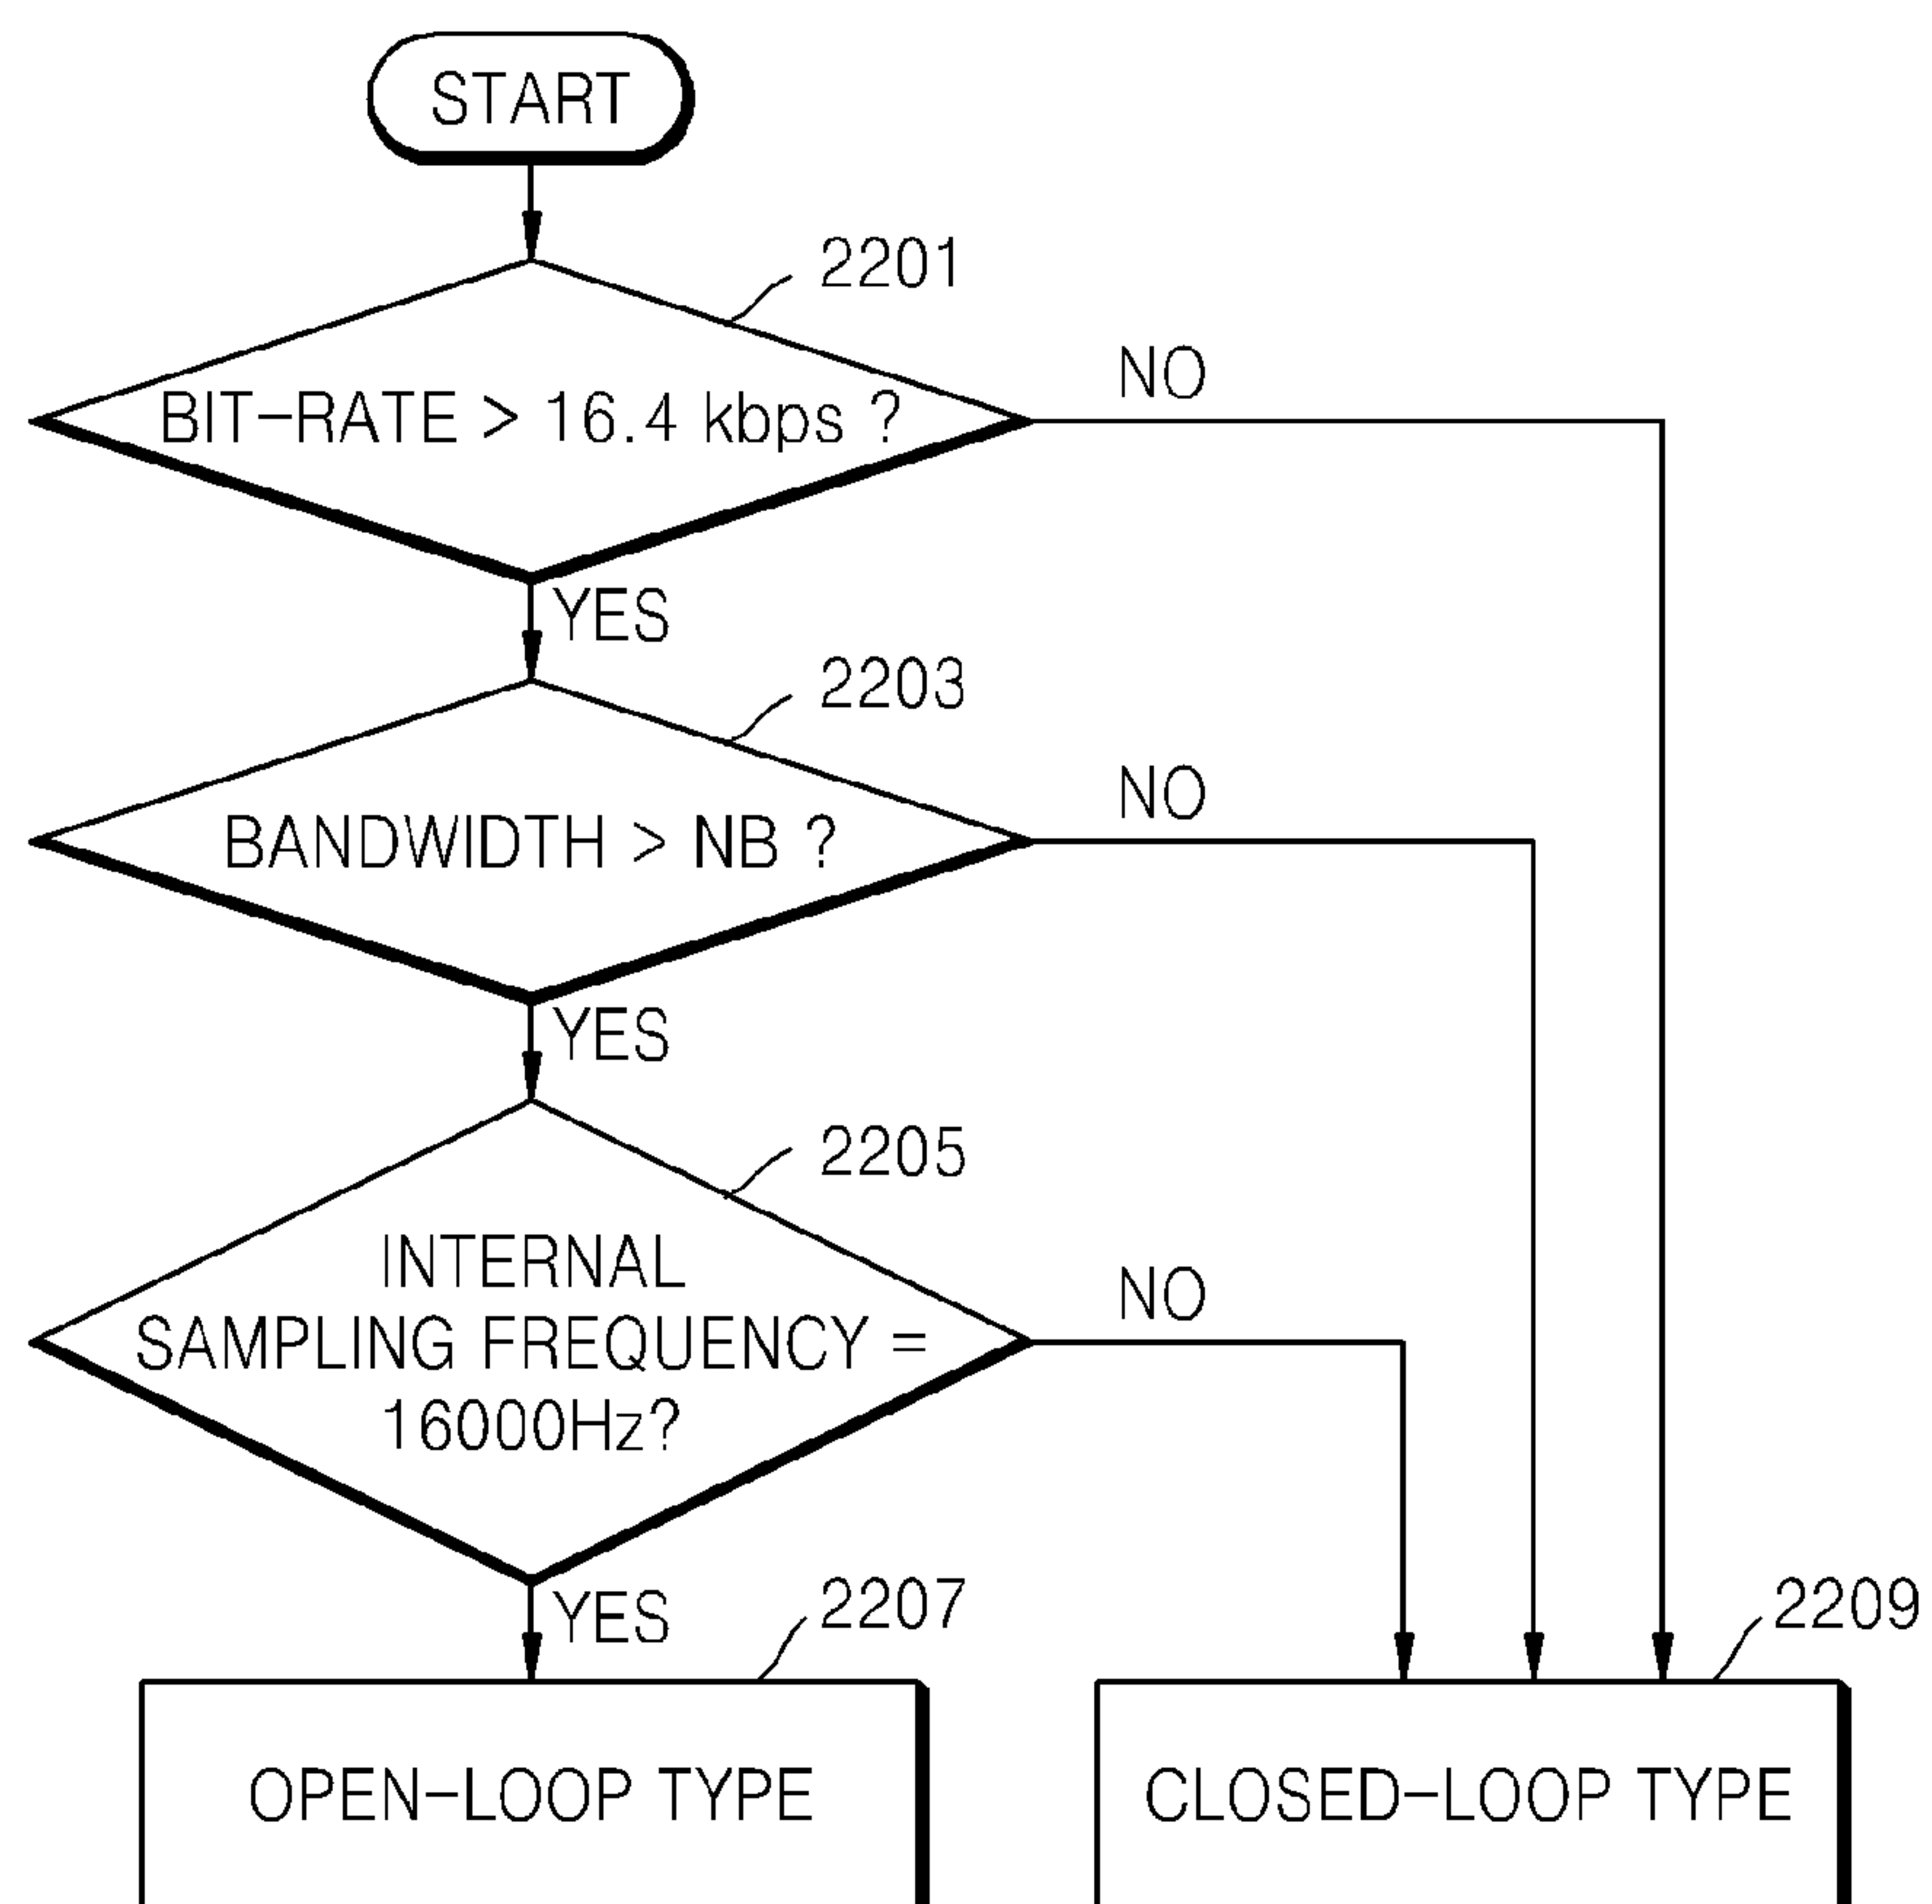 START
2201
BIT-RATE > 16.4 kbps ?
NO
YES
2203
BANDWIDTH > NB ?
NO
YES
2205
INTERNAL
SAMPLING FREQUENCY =
16000Hz?
NO
YES
2207
2209
OPEN-LOOP TYPE
CLOSED-LOOP TYPE